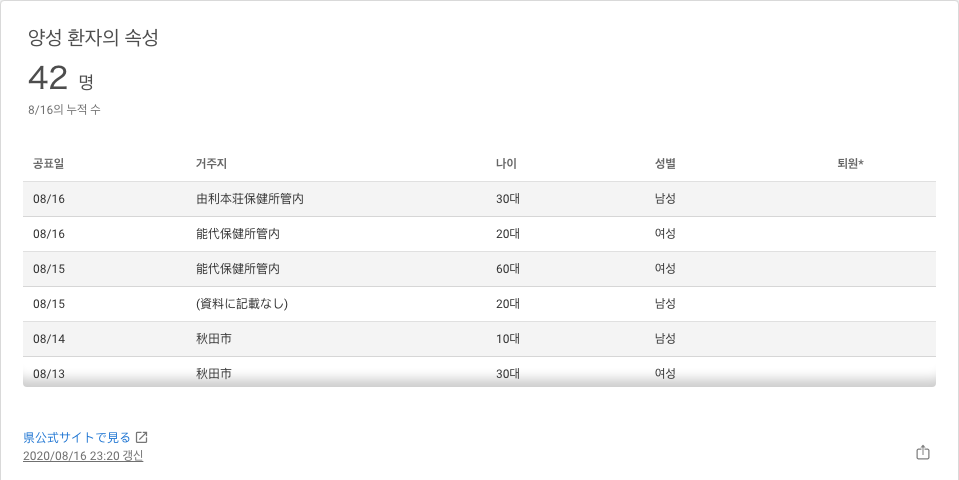 양성 환자의 속성
42 명
8/16의 누적 수
공표일 거주지 나이 성별 퇴원*
08/16 由利本荘保健所管内 30대 남성
08/16 能代保健所管内 20대 여성
08/15 能代保健所管内 60대 여성
08/15 (資料に記載なし) 20대 남성
08/14 秋田市 10대 남성
08/13 秋田市 30대 여성
県公式サイトで見る
2020/08/16 23:20 갱신